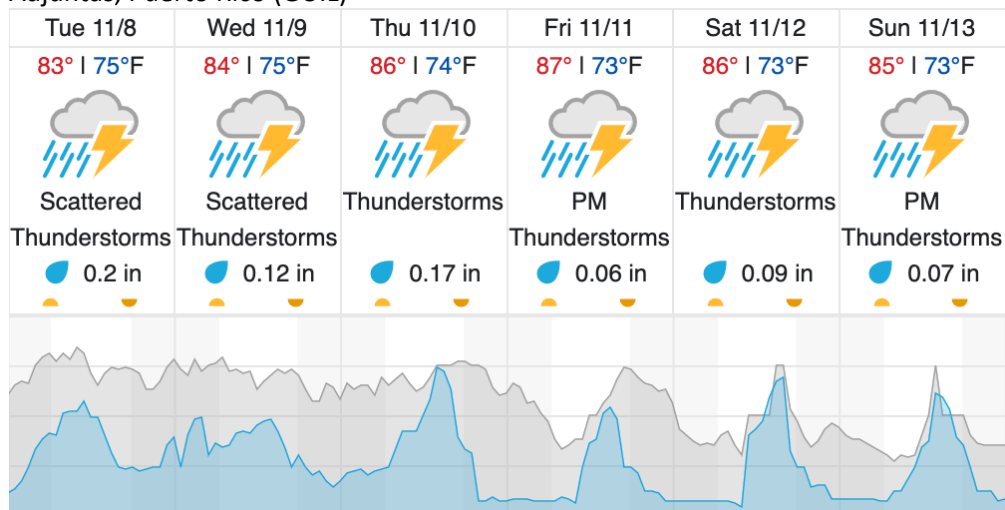 Tue 11/8 Wed 11/9 Thu 11/10 Fri 11/11 Sat 11/12 Sun 11/13
83° | 75°F 84° | 75°F 86° | 74°F 87° | 73°F 86° | 73°F 85° | 73°F
Scattered Scattered Thunderstorms PM Thunderstorms PM
Thunderstorms Thunderstorms Thunderstorms Thunderstorms
0.2 in 0.12 in 0.17 in 0.06 in 0.09 in 0.07 in